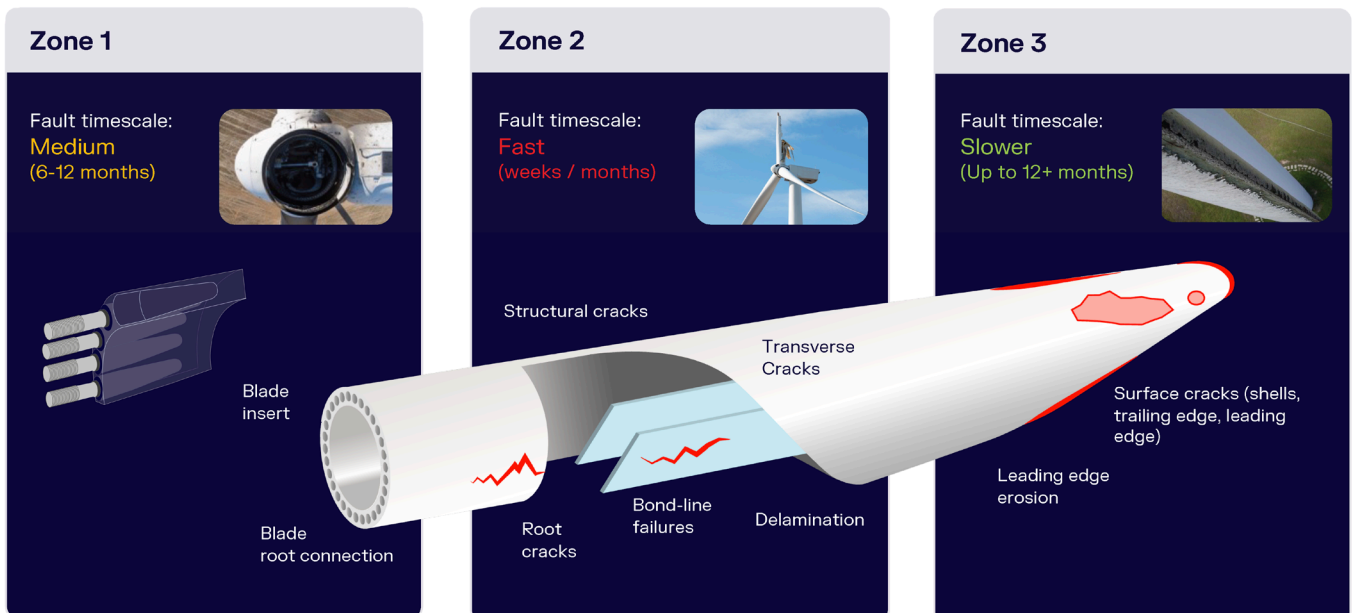 Zone 1
Fault timescale:
Medium
(6-12 months)
Blade
insert
Blade
root connection
Zone 2
Fault timescale:
Fast
(weeks / months)
Structural cracks
Transverse
Cracks
Root
cracks
Bond-line
failures
Delamination
Zone 3
Fault timescale:
Slower
(Up to 12+ months)
Surface cracks (shells,
trailing edge, leading
edge)
Leading edge
erosion